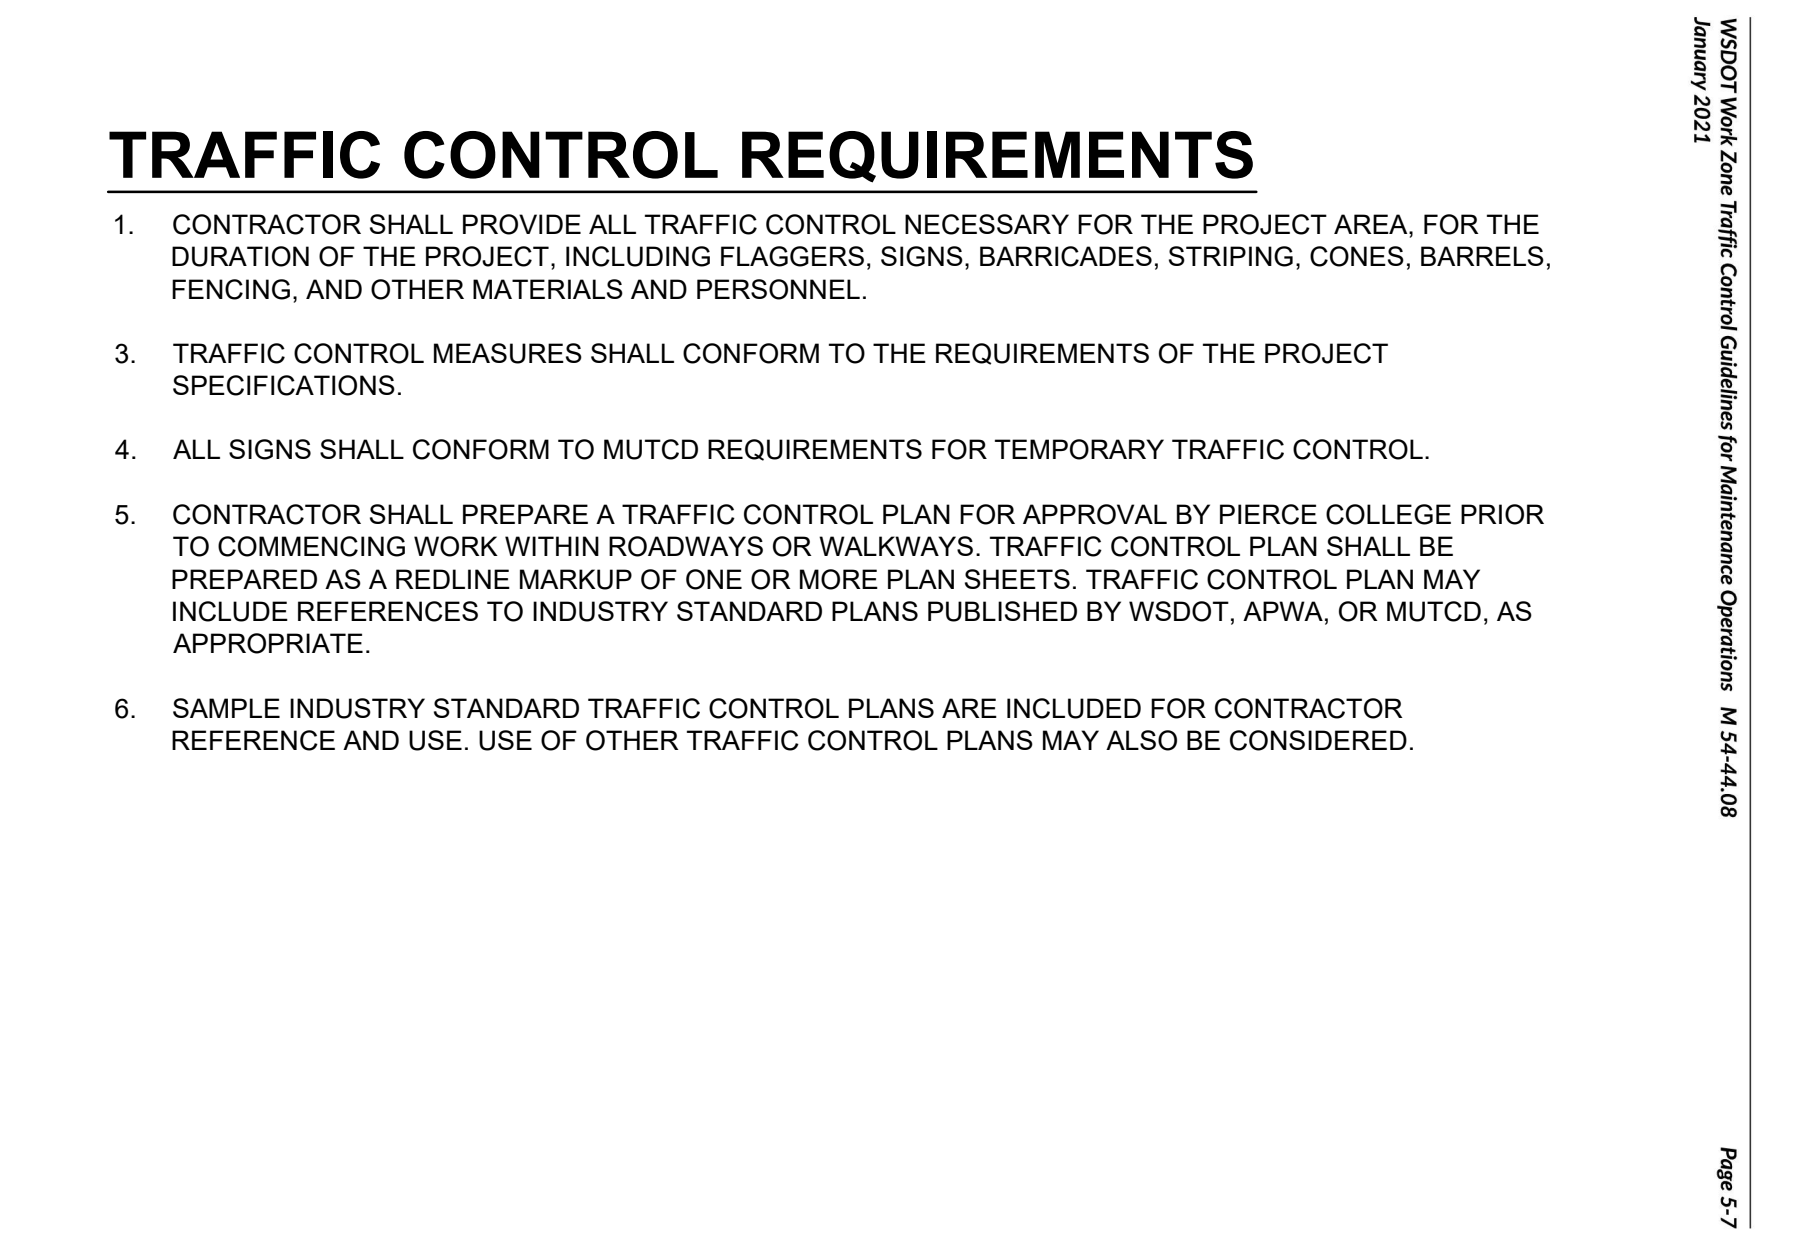 TRAFFIC CONTROL REQUIREMENTS
1. CONTRACTOR SHALL PROVIDE ALL TRAFFIC CONTROL NECESSARY FOR THE PROJECT AREA, FOR THE
DURATION OF THE PROJECT, INCLUDING FLAGGERS, SIGNS, BARRICADES, STRIPING, CONES, BARRELS,
FENCING, AND OTHER MATERIALS AND PERSONNEL.
3. TRAFFIC CONTROL MEASURES SHALL CONFORM TO THE REQUIREMENTS OF THE PROJECT
SPECIFICATIONS.
4. ALL SIGNS SHALL CONFORM TO MUTCD REQUIREMENTS FOR TEMPORARY TRAFFIC CONTROL.
5. CONTRACTOR SHALL PREPARE A TRAFFIC CONTROL PLAN FOR APPROVAL BY PIERCE COLLEGE PRIOR
TO COMMENCING WORK WITHIN ROADWAYS OR WALKWAYS. TRAFFIC CONTROL PLAN SHALL BE
PREPARED AS A REDLINE MARKUP OF ONE OR MORE PLAN SHEETS. TRAFFIC CONTROL PLAN MAY
INCLUDE REFERENCES TO INDUSTRY STANDARD PLANS PUBLISHED BY WSDOT, APWA, OR MUTCD, AS
APPROPRIATE.
6. SAMPLE INDUSTRY STANDARD TRAFFIC CONTROL PLANS ARE INCLUDED FOR CONTRACTOR
REFERENCE AND USE. USE OF OTHER TRAFFIC CONTROL PLANS MAY ALSO BE CONSIDERED.
WSDOT Work Zone Traffic Control Guidelines for Maintenance Operations M 54-44.08
January 2021
Page 5-7